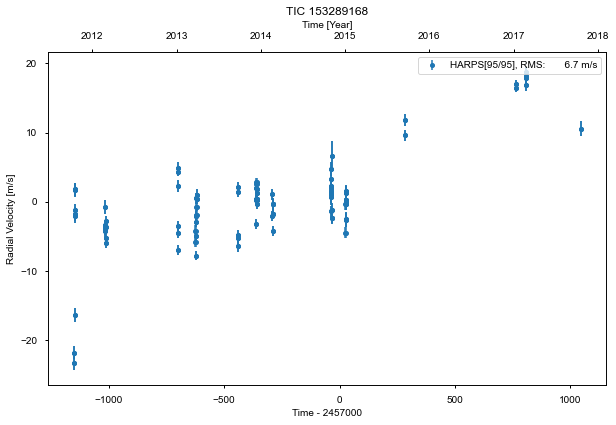 TIC 153289168
Time [Year]
2012 2013 2014 2015 2016 2017 2018
HARPS[95/95], RMS: 6.7 m/s
20
10
0
−10
−20
Radial Velocity [m/s]
−1000 −500 0 500 1000
Time - 2457000